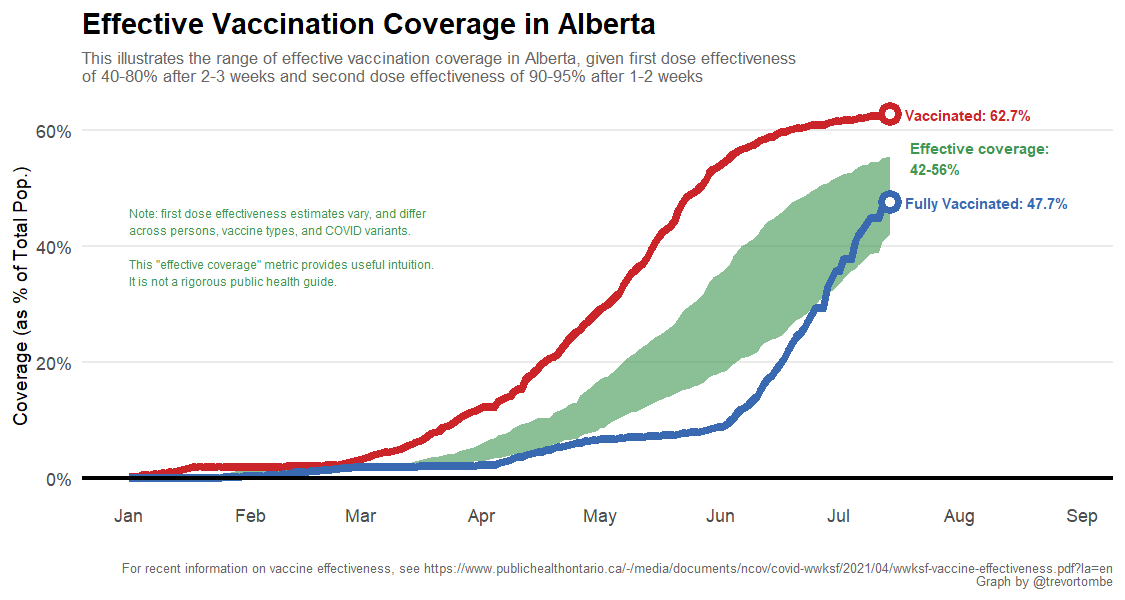 Effective Vaccination Coverage in Alberta
This illustrates the range of effective vaccination coverage in Alberta, given first dose effectiveness
of 40-80% after 2-3 weeks and second dose effectiveness of 90-95% after 1-2 weeks
Coverage (as % of Total Pop.)
60%
40%
20%
0%
Vaccinated: 62.7%
Effective coverage:
42-56%
Fully Vaccinated: 47.7%
Note: first dose effectiveness estimates vary, and differ
across persons, vaccine types, and COVID variants.
This "effective coverage" metric provides useful intuition.
It is not a rigorous public health guide.
Jan Feb Mar Apr May Jun Jul Aug Sep
For recent information on vaccine effectiveness, see https://www.publichealthontario.ca/-/media/documents/ncov/covid-wwksf/2021/04/wwksf-vaccine-effectiveness.pdf?la=en
Graph by @trevortombe